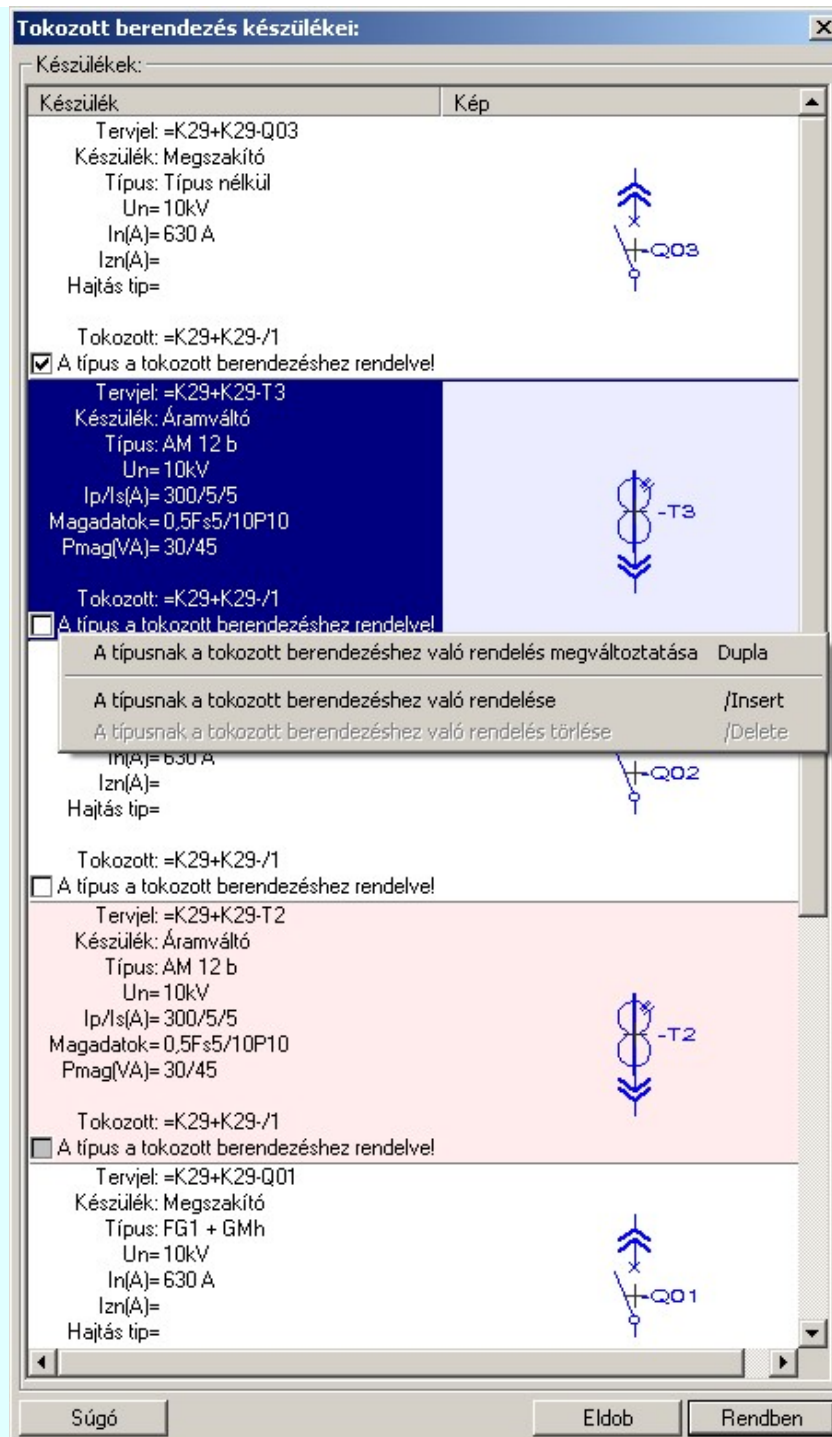 Tokozott berendezés készülékei:
Készülékek:
Készülék Kép
Tervjel: =K29+K29-Q03
Készülék: Megszakító
Típus: Típus nélkül
Un= 10kV
In(A)= 630 A
Izn(A)=
Hajtás tip=
-Q03
Tokozott: =K29+K29-/1
A típus a tokozott berendezéshez rendelve!
Tervjel: =K29+K29-T3
Készülék: Áramváltó
Típus: AM 12 b
Un= 10kV
Ip/Is(A)= 300/5/5
Magadatok= 0,5Fs5/10P10
Pmag(VA)= 30/45
-T3
Tokozott: =K29+K29-/1
A típus a tokozott berendezéshez rendelve!
A típusnak a tokozott berendezéshez való rendelés megváltoztatása Dupla
A típusnak a tokozott berendezéshez való rendelése /Insert
A típusnak a tokozott berendezéshez való rendelés törlése /Delete
In(A)= 630 A
Izn(A)=
Hajtás tip=
-Q02
Tokozott: =K29+K29-/1
A típus a tokozott berendezéshez rendelve!
Tervjel: =K29+K29-T2
Készülék: Áramváltó
Típus: AM 12 b
Un= 10kV
Ip/Is(A)= 300/5/5
Magadatok= 0,5Fs5/10P10
Pmag(VA)= 30/45
-T2
Tokozott: =K29+K29-/1
A típus a tokozott berendezéshez rendelve!
Tervjel: =K29+K29-Q01
Készülék: Megszakító
Típus: FG1 + GMh
Un= 10kV
In(A)= 630 A
Izn(A)=
Hajtás tip=
-Q01
Súgó Eldob Rendben